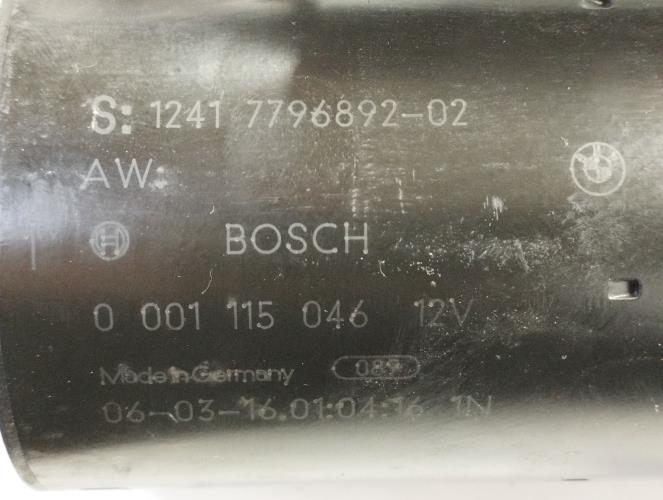 S: 1241 7796892-02
AW:
BOSCH
0 001 115 046 12V
Made in Germany
06-03-16.01:04:16 1N